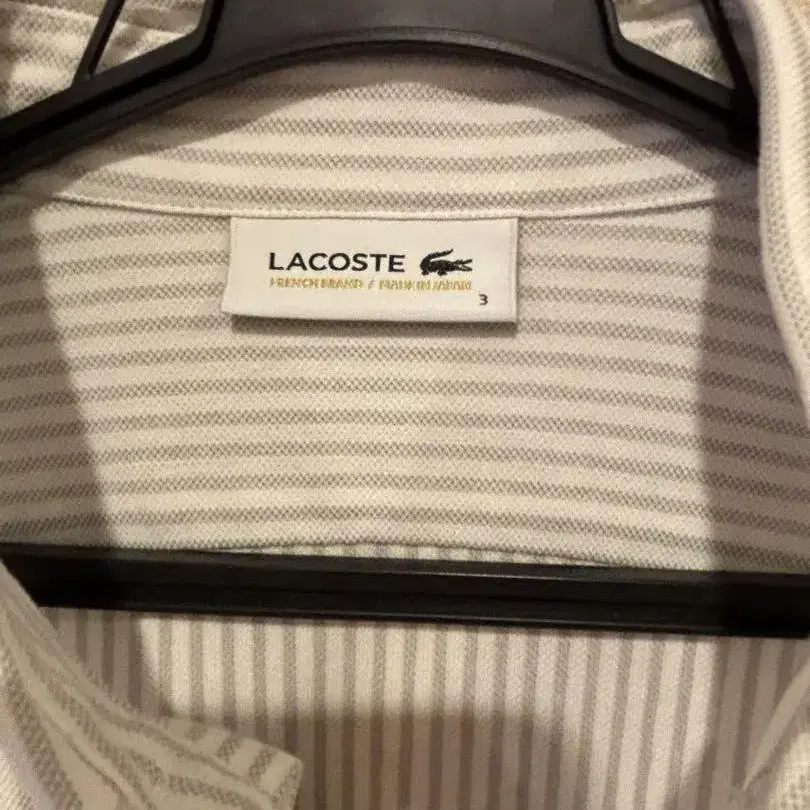 LACOSTE
FRENCH BRAND / MADE IN JAPAN
3